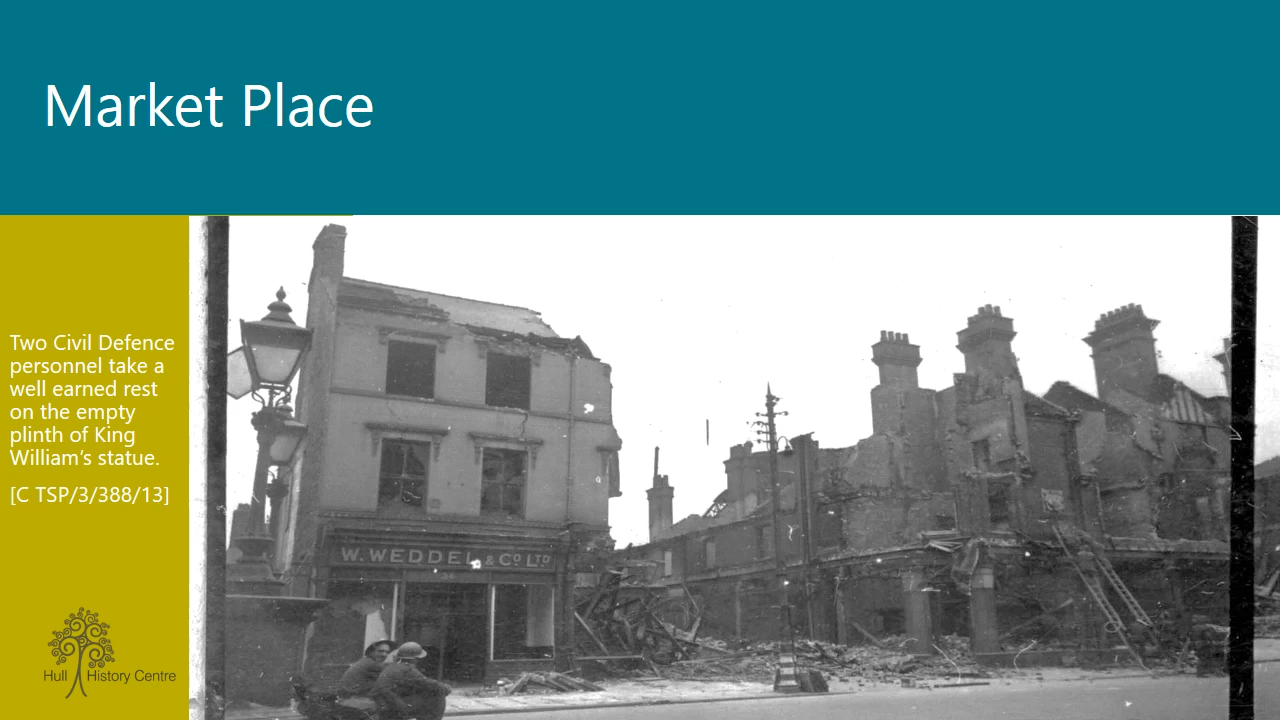 Market Place
Two Civil Defence
personnel take a
well earned rest
on the empty
plinth of King
William's statue.
[C TSP/3/388/13]
Hull History Centre
W. WEDDEL & Co LTD